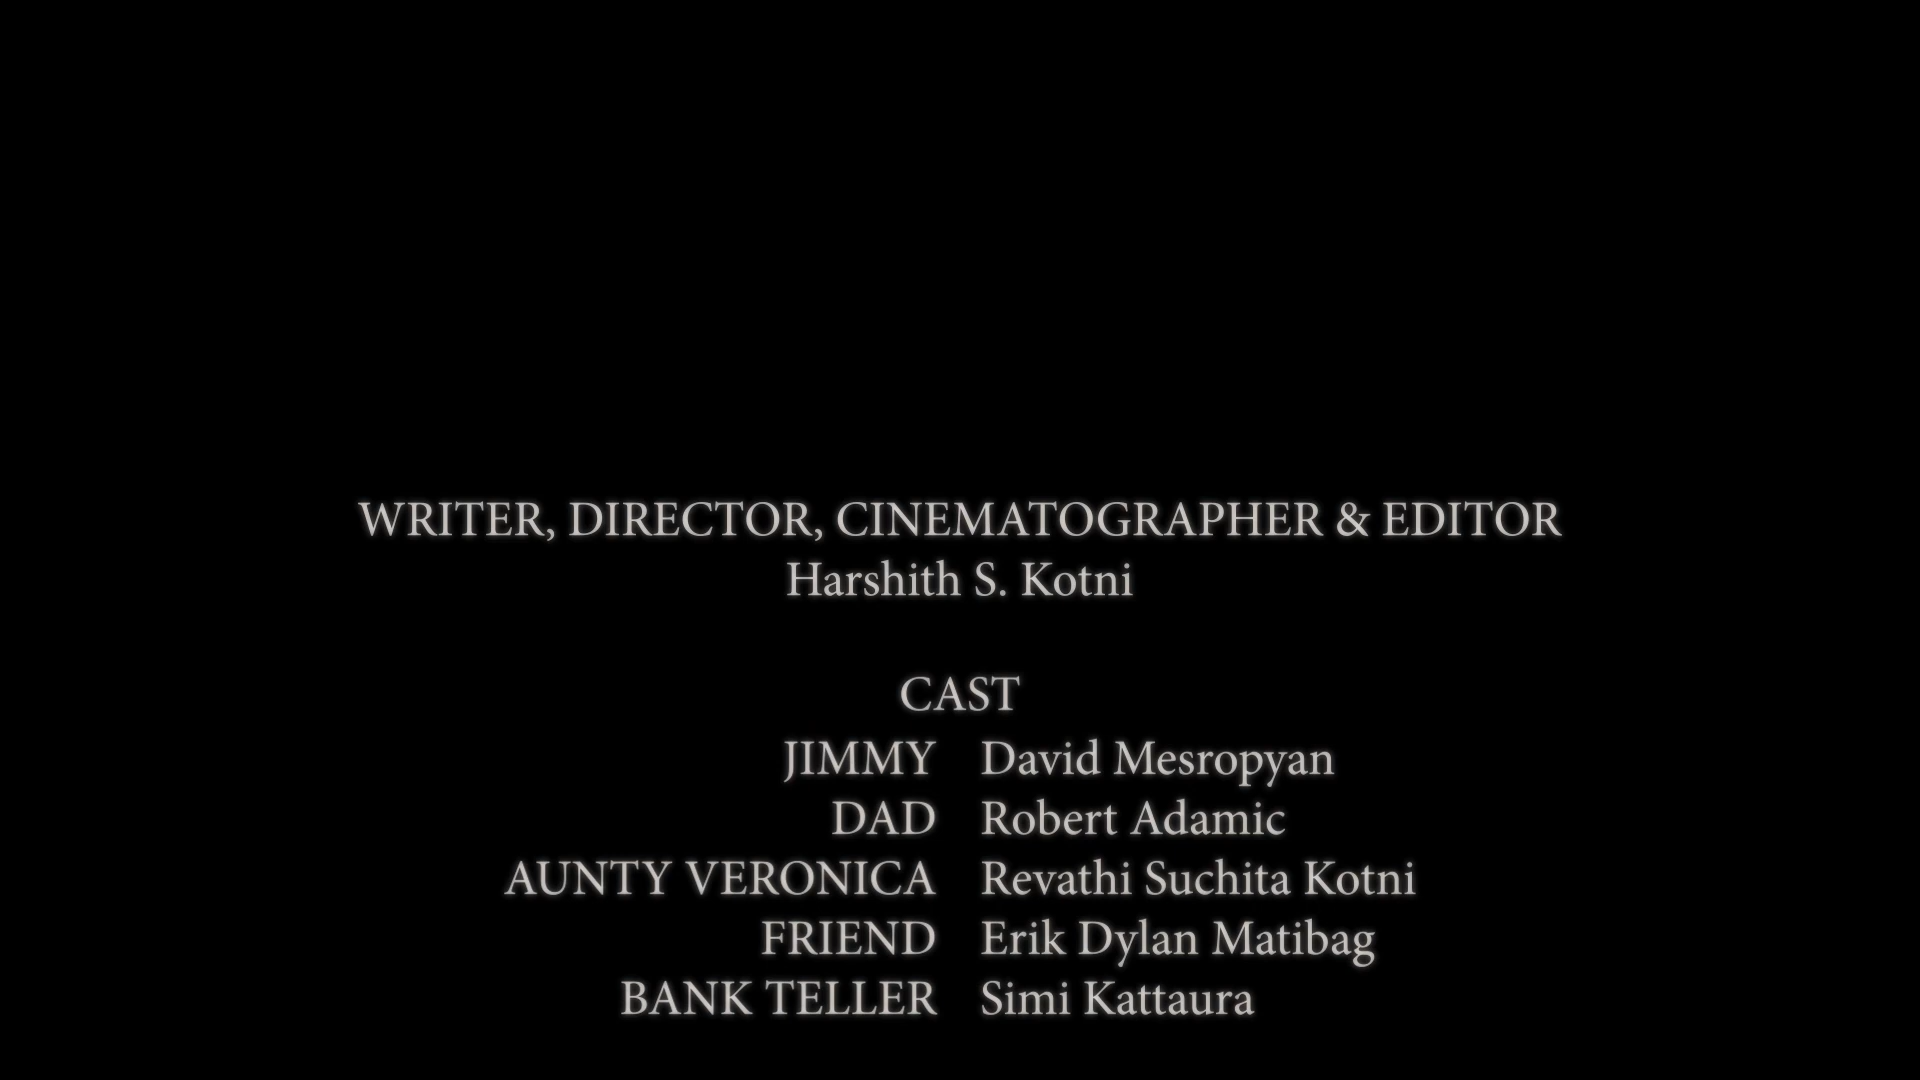 WRITER, DIRECTOR, CINEMATOGRAPHER & EDITOR
Harshith S. Kotni
CAST
JIMMY David Mesropyan
DAD Robert Adamic
AUNTY VERONICA Revathi Suchita Kotni
FRIEND Erik Dylan Matibag
BANK TELLER Simi Kattaura